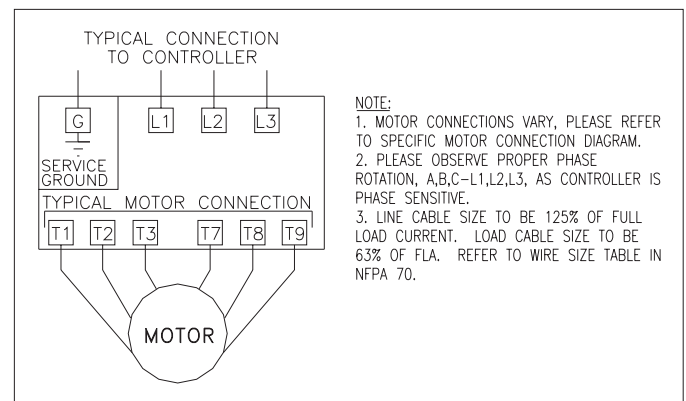 TYPICAL CONNECTION
TO CONTROLLER
G L1 L2 L3
SERVICE
GROUND
TYPICAL MOTOR CONNECTION
T1 T2 T3 T7 T8 T9
MOTOR
NOTE:
1. MOTOR CONNECTIONS VARY, PLEASE REFER
TO SPECIFIC MOTOR CONNECTION DIAGRAM.
2. PLEASE OBSERVE PROPER PHASE
ROTATION, A,B,C-L1,L2,L3, AS CONTROLLER IS
PHASE SENSITIVE.
3. LINE CABLE SIZE TO BE 125% OF FULL
LOAD CURRENT. LOAD CABLE SIZE TO BE
63% OF FLA. REFER TO WIRE SIZE TABLE IN
NFPA 70.